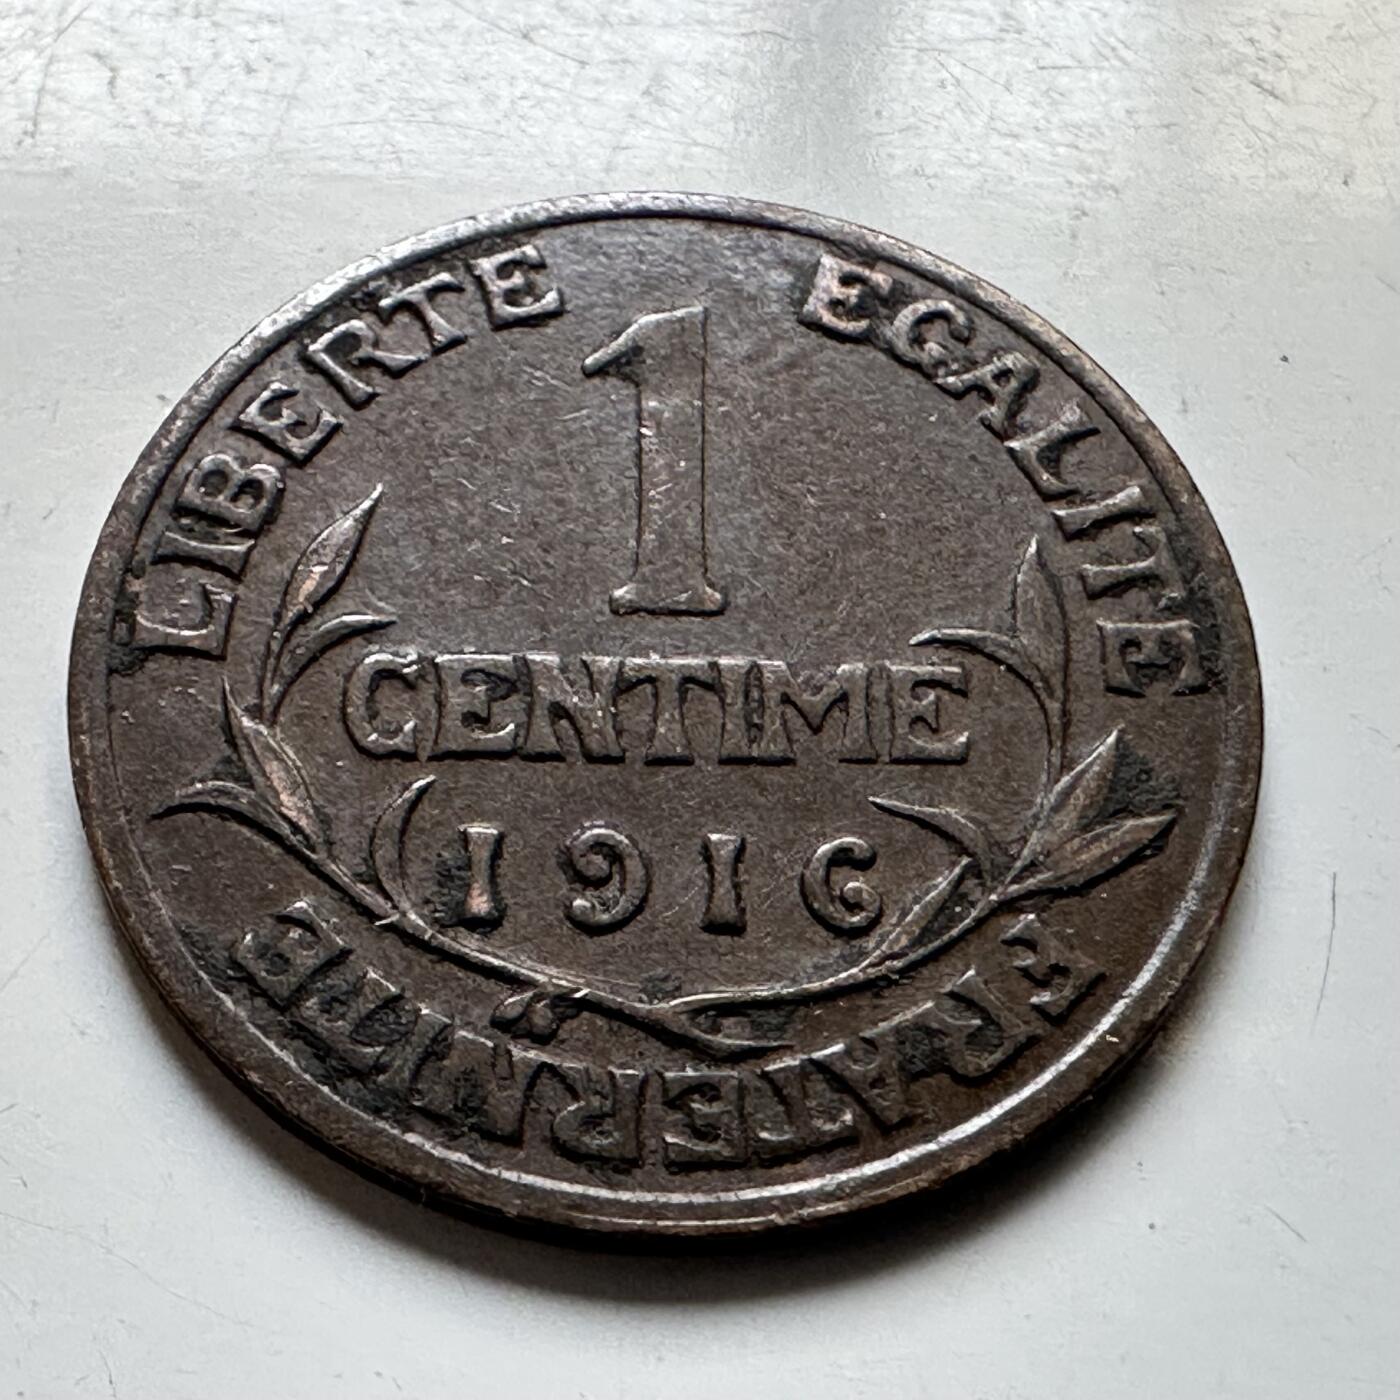 LIBERTE EGALITE
1
CENTIME
1916
FRATERNITE